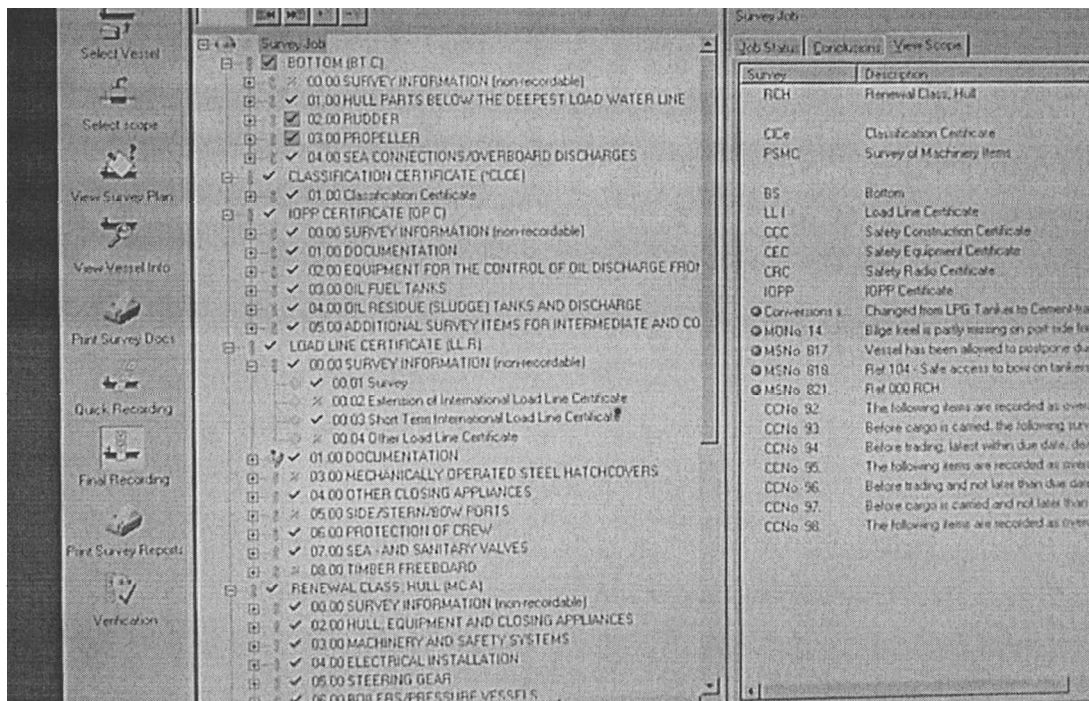 Select Vessel
Select scope
View Survey Plan
View Vessel Info
Print Survey Docs
Quick Recording
Final Recording
Print Survey Reports
Verification
Survey Job
BOTTOM (BT C)
00.00 SURVEY INFORMATION (non-recordable)
01.00 HULL PARTS BELOW THE DEEPEST LOAD WATER LINE
02.00 RUDDER
03.00 PROPELLER
04.00 SEA CONNECTIONS/OVERBOARD DISCHARGES
CLASSIFICATION CERTIFICATE (*CLCE)
01.00 Classification Certificate
IOPP CERTIFICATE (OP C)
00.00 SURVEY INFORMATION (non-recordable)
01.00 DOCUMENTATION
02.00 EQUIPMENT FOR THE CONTROL OF OIL DISCHARGE FRO
03.00 OIL FUEL TANKS
04.00 OIL RESIDUE (SLUDGE) TANKS AND DISCHARGE
05.00 ADDITIONAL SURVEY ITEMS FOR INTERMEDIATE AND CO
LOAD LINE CERTIFICATE (LL R)
00.00 SURVEY INFORMATION (non-recordable)
00.01 Survey
00.02 Extension of International Load Line Certificate
00.03 Short Term International Load Line Certificate
00.04 Other Load Line Certificate
01.00 DOCUMENTATION
03.00 MECHANICALLY OPERATED STEEL HATCHCOVERS
04.00 OTHER CLOSING APPLIANCES
05.00 SIDE/STERN/BOW PORTS
06.00 PROTECTION OF CREW
07.00 SEA - AND SANITARY VALVES
08.00 TIMBER FREEBOARD
RENEWAL CLASS, HULL (MC A)
00.00 SURVEY INFORMATION (non-recordable)
02.00 HULL, EQUIPMENT AND CLOSING APPLIANCES
03.00 MACHINERY AND SAFETY SYSTEMS
04.00 ELECTRICAL INSTALLATION
05.00 STEERING GEAR
06.00 BOILERS/PRESSURE VESSELS
Survey Job
Job Status Conclusions View Scope
Survey Description
RCH Renewal Class, Hull
ClCe Classification Certificate
PSMC Survey of Machinery Items
BS Bottom
LL I Load Line Certificate
CCC Safety Construction Certificate
CEC Safety Equipment Certificate
CRC Safety Radio Certificate
IOPP IOPP Certificate
Conversions s... Changed from LPG Tanker to Cement-
MONo 14. Bilge keel is partly missing on port side
MSNo 817. Vessel has been allowed to postpone du
MSNo 818. Ref 104 - Safe access to bow on tankers
MSNo 821. Ref 000 RCH
CCNo 92. The following items are recorded as over
CCNo 93. Before cargo is carried, the following sur
CCNo 94. Before trading, latest within due date,
CCNo 95. The following items are recorded as over
CCNo 96. Before trading and not later than due dat
CCNo 97. Before cargo is carried and not later than
CCNo 98. The following items are recorded as over